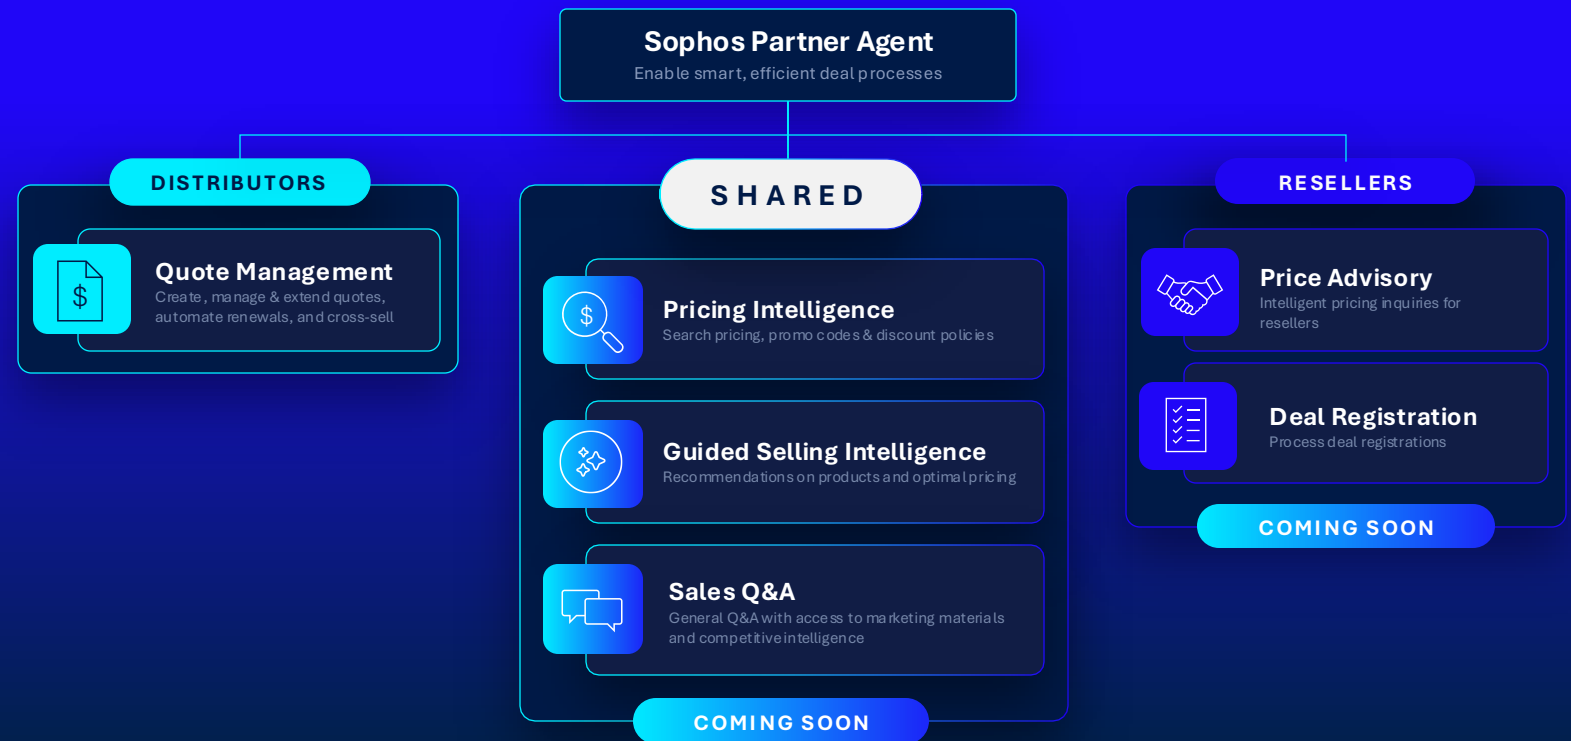 Sophos Partner Agent
Enable smart, efficient deal processes
DISTRIBUTORS
$
Quote Management
Create, manage & extend quotes,
automate renewals, and cross-sell
SHARED
$
Pricing Intelligence
Search pricing, promo codes & discount policies
Guided Selling Intelligence
Recommendations on products and optimal pricing
Sales Q&A
General Q&A with access to marketing materials
and competitive intelligence
COMING SOON
RESELLERS
Price Advisory
Intelligent pricing inquiries for
resellers
Deal Registration
Process deal registrations
COMING SOON